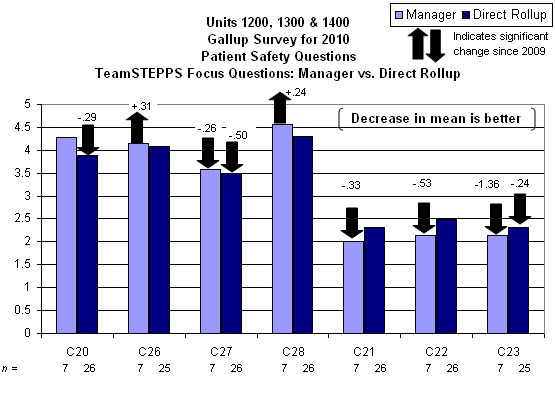 Units 1200, 1300 & 1400
Gallup Survey for 2010
Patient Safety Questions
TeamSTEPPS Focus Questions: Manager vs. Direct Rollup
Manager Direct Rollup
Indicates significant
change since 2009
Decrease in mean is better
5
4.5
4
3.5
3
2.5
2
1.5
1
0.5
0
-.29
+.31
-.26
-.50
+.24
-.33
-.53
-1.36
-.24
C20 C26 C27 C28 C21 C22 C23
n = 7 26 7 25 7 26 7 26 7 26 7 26 7 25